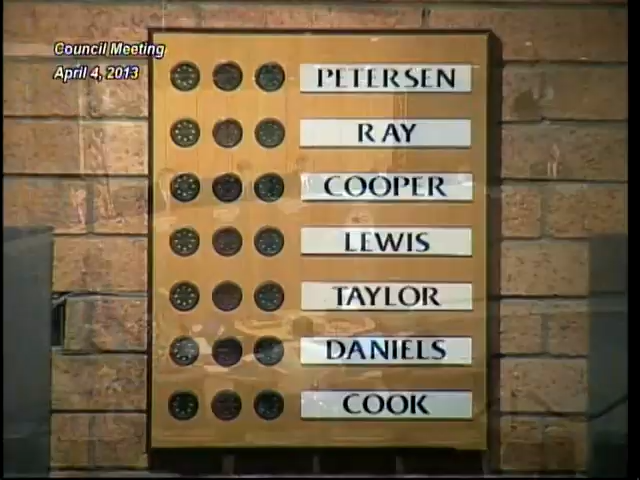 Council Meeting
April 4, 2013
PETERSEN
RAY
COOPER
LEWIS
TAYLOR
DANIELS
COOK